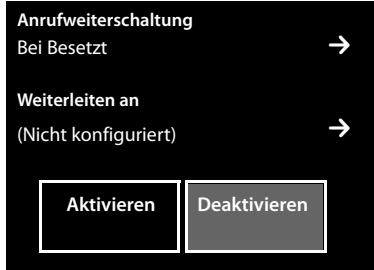 Anrufweiterschaltung
Bei Besetzt
Weiterleiten an
(Nicht konfiguriert)
Aktivieren Deaktivieren